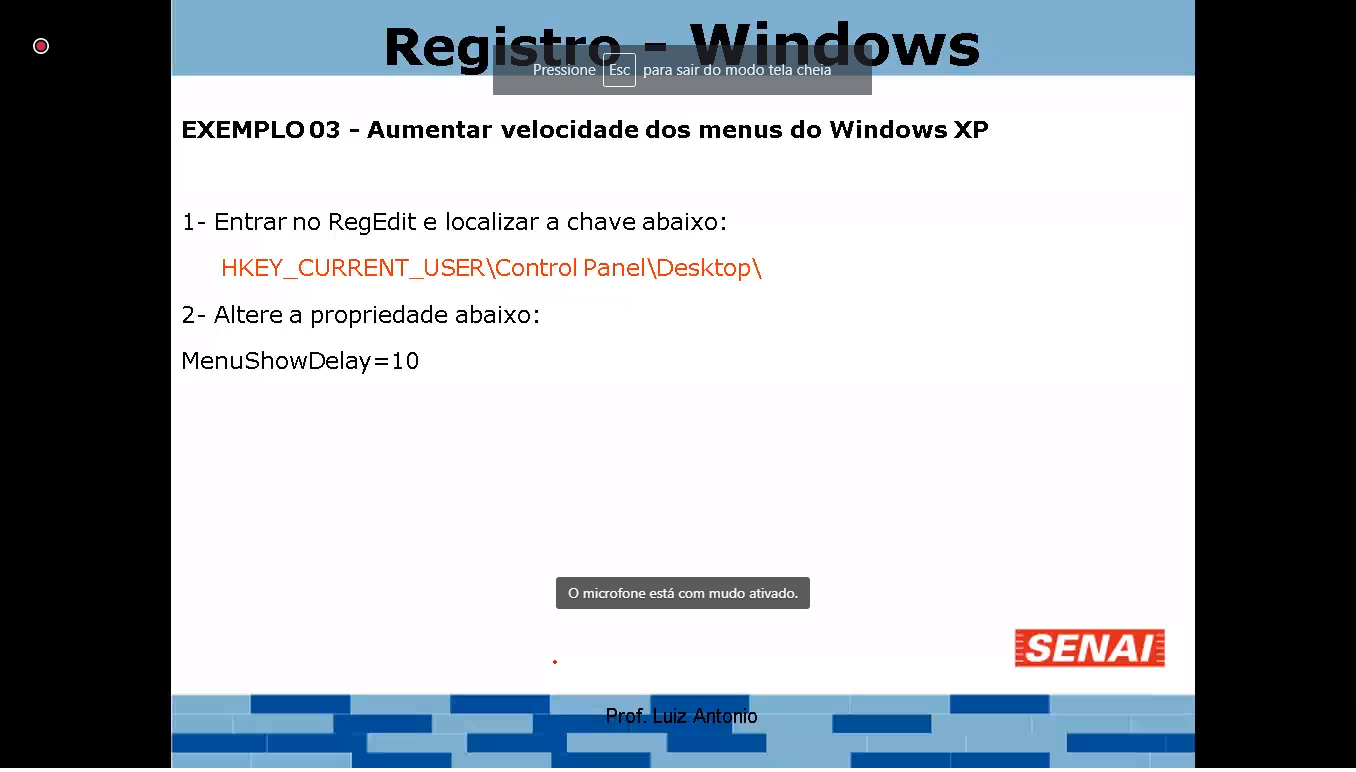 Registro - Windows
Pressione Esc para sair do modo tela cheia
EXEMPLO 03 - Aumentar velocidade dos menus do Windows XP
1- Entrar no RegEdit e localizar a chave abaixo:
HKEY_CURRENT_USER\Control Panel\Desktop\
2- Altere a propriedade abaixo:
MenuShowDelay=10
O microfone está com mudo ativado.
SENAI
Prof. Luiz Antonio